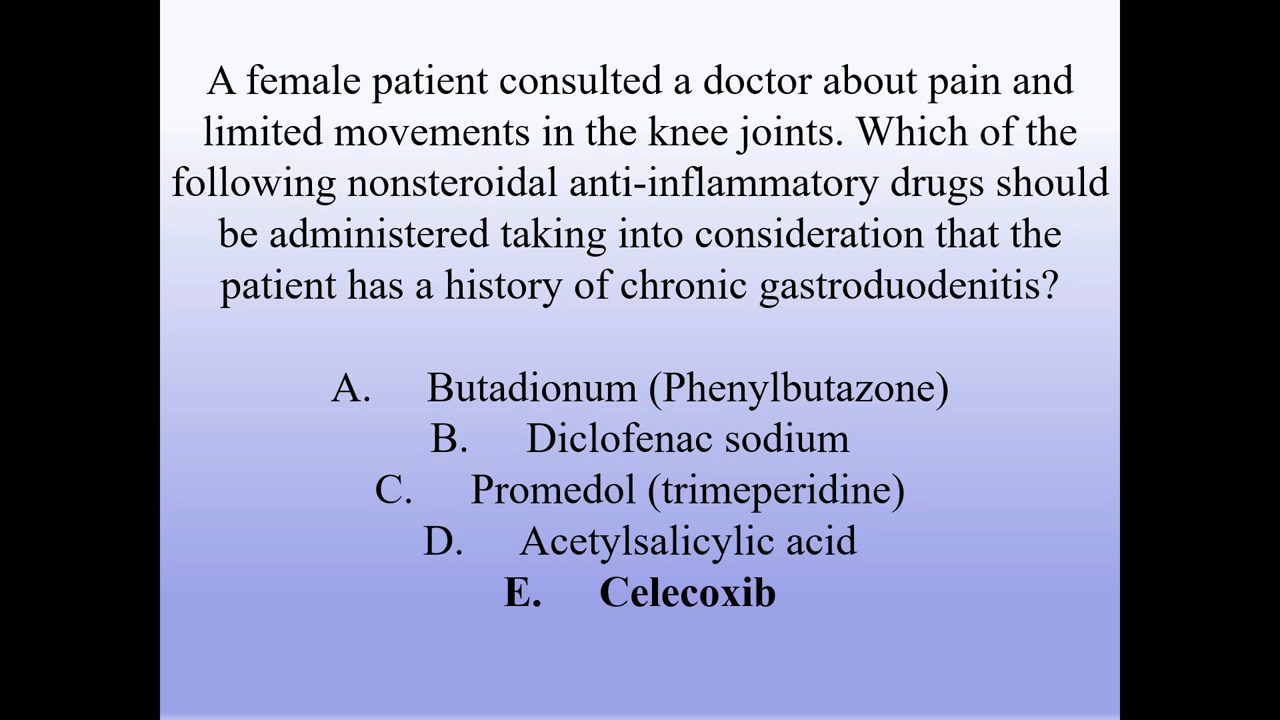 A female patient consulted a doctor about pain and
limited movements in the knee joints. Which of the
following nonsteroidal anti-inflammatory drugs should
be administered taking into consideration that the
patient has a history of chronic gastroduodenitis?
A. Butadionum (Phenylbutazone)
B. Diclofenac sodium
C. Promedol (trimeperidine)
D. Acetylsalicylic acid
E. Celecoxib